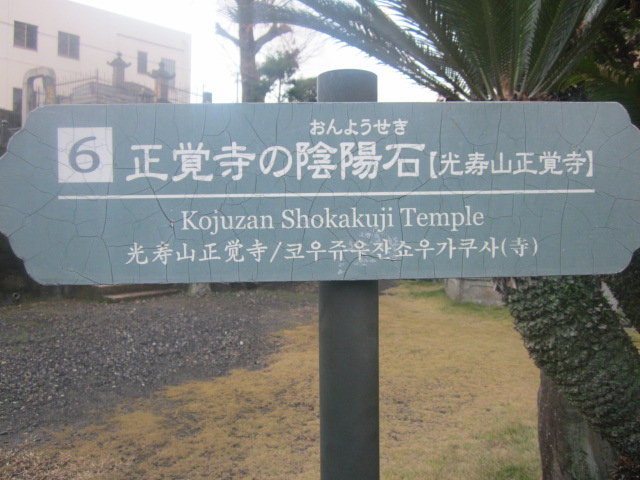 おんようせき
6 正覚寺の陰陽石【光寿山正覚寺】
Kojuzan Shokakuji Temple
光寿山正覚寺/코우쥬우잔쇼우가쿠사(寺)